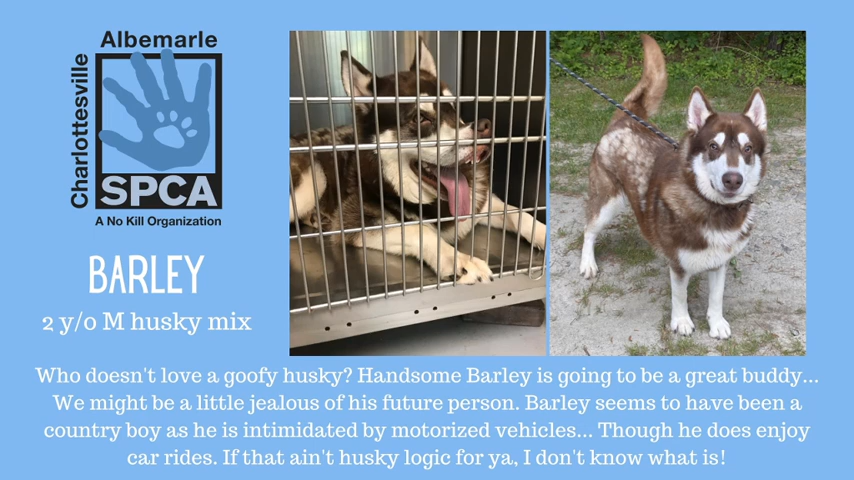 Albemarle
Charlottesville
SPCA
A No Kill Organization
BARLEY
2 y/o M husky mix
Who doesn't love a goofy husky? Handsome Barley is going to be a great buddy...
We might be a little jealous of his future person. Barley seems to have been a
country boy as he is intimidated by motorized vehicles... Though he does enjoy
car rides. If that ain't husky logic for ya, I don't know what is!